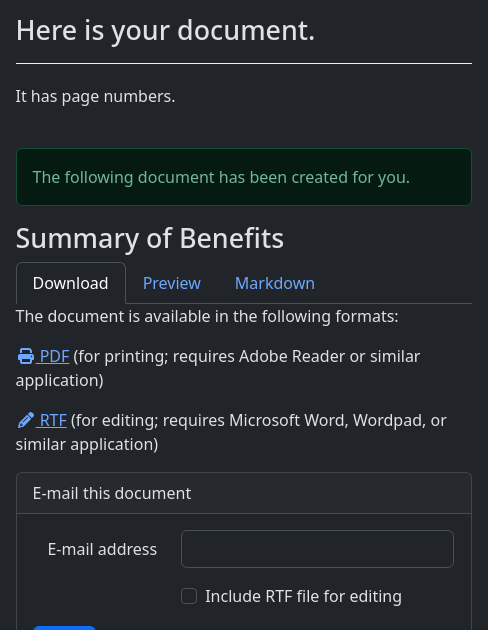 Here is your document.
It has page numbers.
The following document has been created for you.
Summary of Benefits
Download Preview Markdown
The document is available in the following formats:
PDF (for printing; requires Adobe Reader or similar
application)
RTF (for editing; requires Microsoft Word, Wordpad, or
similar application)
E-mail this document
E-mail address
Include RTF file for editing